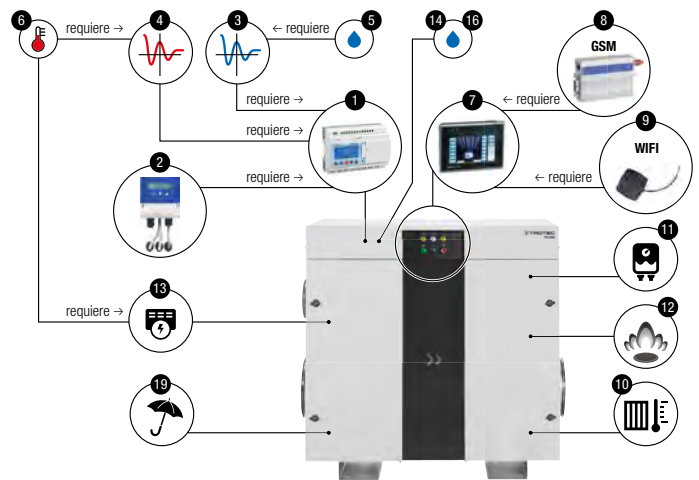 6 requiere → 4 3 ← requiere 5 14 16 8
GSM
requiere → 1 7 ← requiere
requiere →
9
WIFI
2 requiere → ← requiere
TROTEC
11
13
requiere →
12
19 10